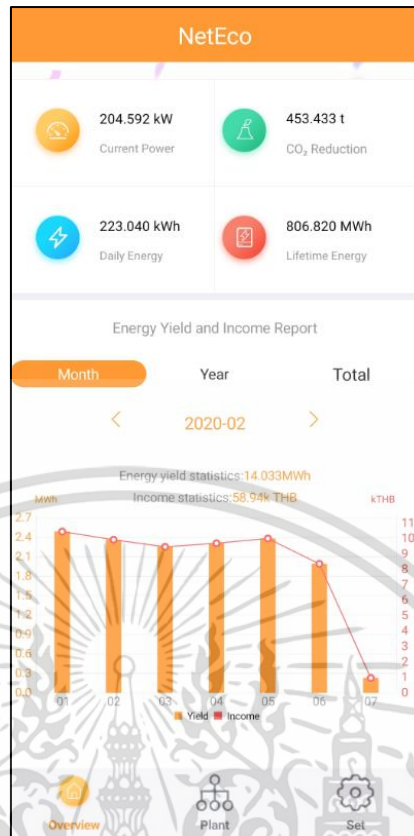 NetEco
204.592 kW
Current Power
453.433 t
CO₂ Reduction
223.040 kWh
Daily Energy
806.820 MWh
Lifetime Energy
Energy Yield and Income Report
Month Year Total
< 2020-02 >
Energy yield statistics:14.033MWh
MWh Income statistics:58.94k THB kTHB
2.7
2.4
2.1
1.8
1.5
1.2
0.9
0.6
0.3
0.0
11
10
9
8
7
6
5
4
3
2
1
0
01 02 03 04 05 06 07
Yield Income
Overview Plant Set